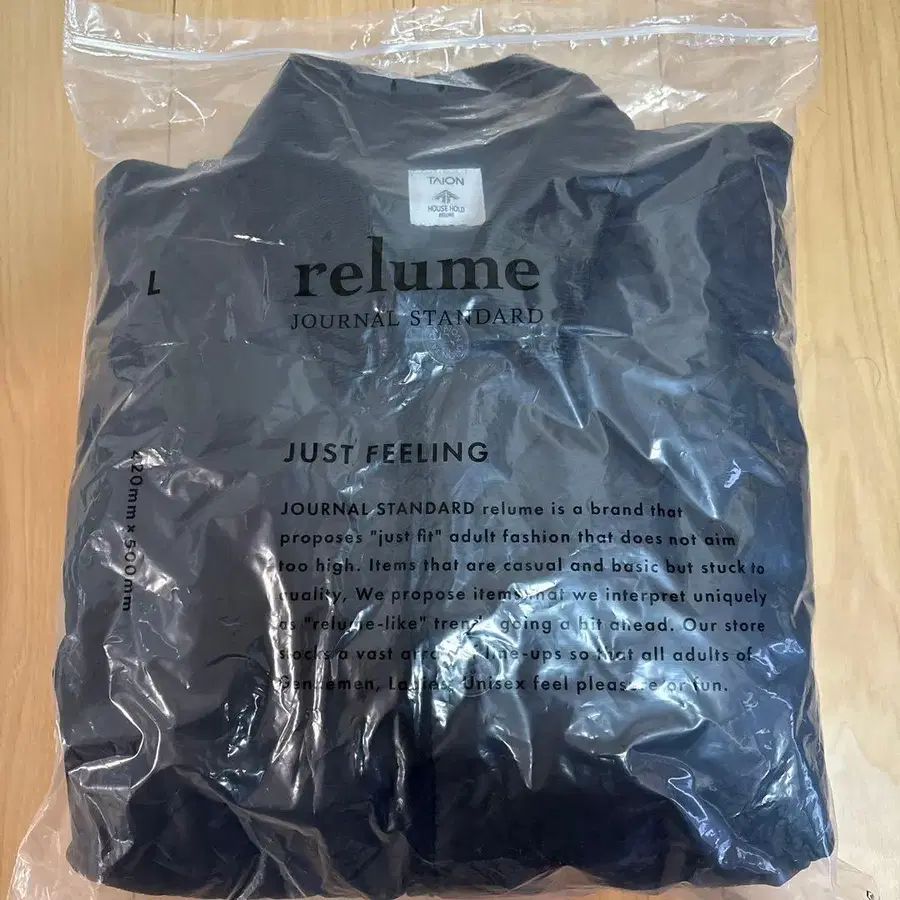 TAION
HOUSE HOLD
RELUME
L
relume
JOURNAL STANDARD
JUST FEELING
JOURNAL STANDARD relume is a brand that
proposes "just fit" adult fashion that does not aim
too high. Items that are casual and basic but stuck to
quality, We propose items that we interpret uniquely
as "relume-like" trend, going a bit ahead. Our store
stocks a vast of line-ups so that all adults of
Gentlemen, Ladies, Unisex feel pleasure or fun.
mm × 500mm